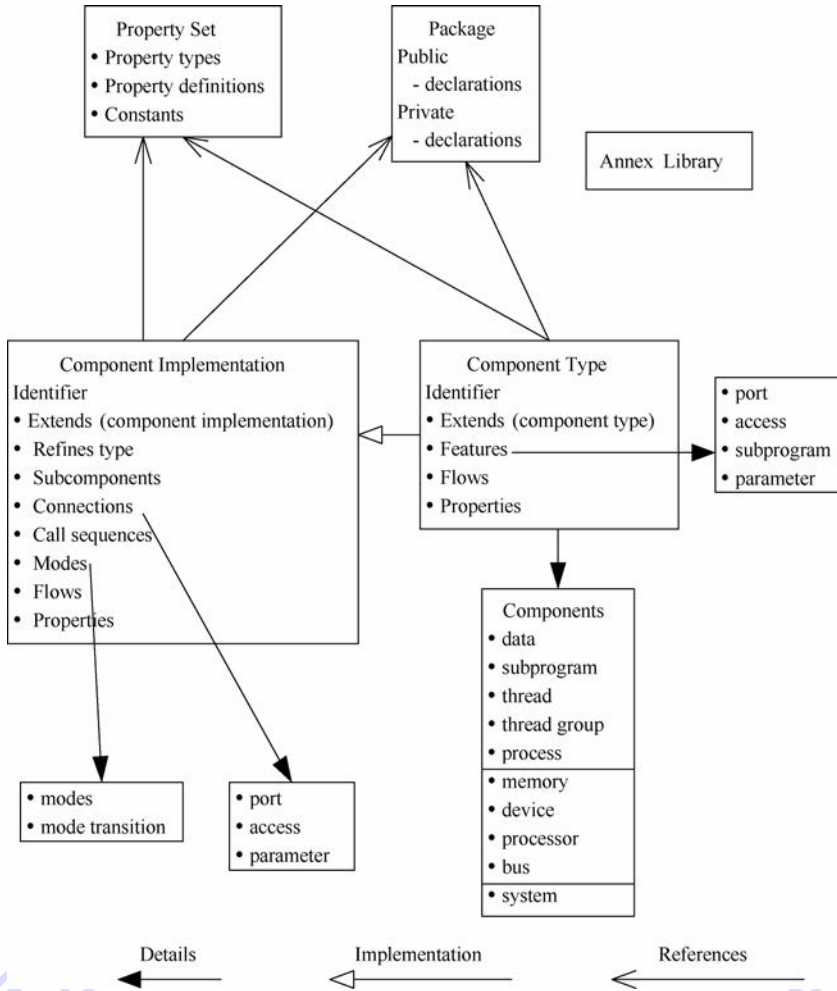 Property Set
• Property types
• Property definitions
• Constants
Package
Public
- declarations
Private
- declarations
Annex Library
Component Implementation
Identifier
• Extends (component implementation)
• Refines type
• Subcomponents
• Connections
• Call sequences
• Modes
• Flows
• Properties
Component Type
Identifier
• Extends (component type)
• Features
• Flows
• Properties
• port
• access
• subprogram
• parameter
Components
• data
• subprogram
• thread
• thread group
• process
• memory
• device
• processor
• bus
• system
• modes
• mode transition
• port
• access
• parameter
Details
Implementation
References